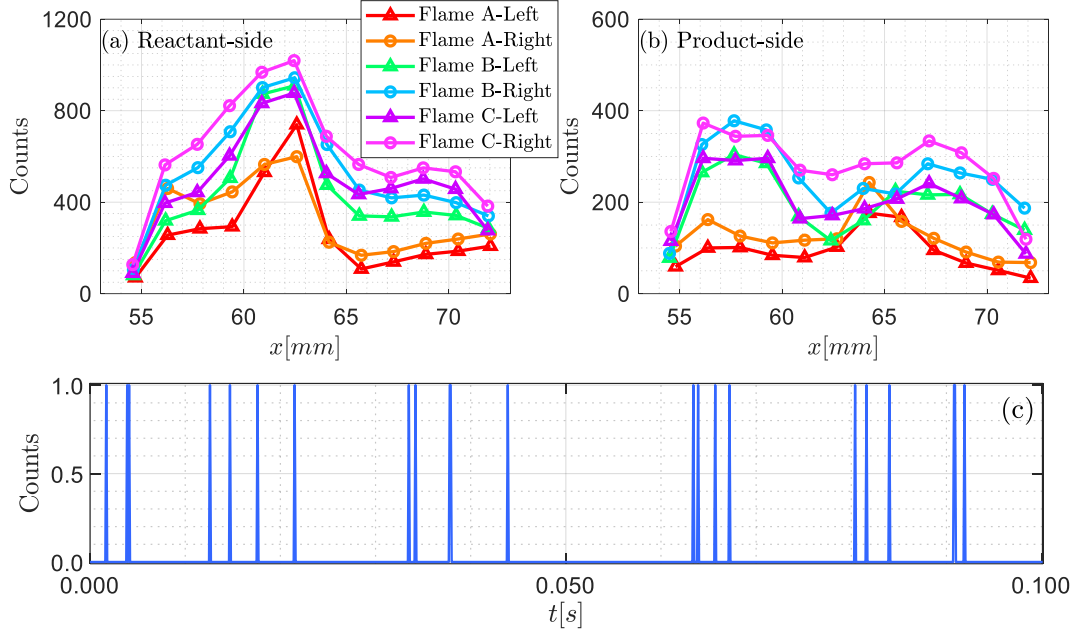 1200
800
400
0
Counts
(a) Reactant-side
55
60
65
70
x[mm]
Flame A-Left
Flame A-Right
Flame B-Left
Flame B-Right
Flame C-Left
Flame C-Right
600
400
200
0
Counts
(b) Product-side
55
60
65
70
x[mm]
1.0
0.5
0.0
Counts
(c)
0.000
0.050
0.100
t[s]